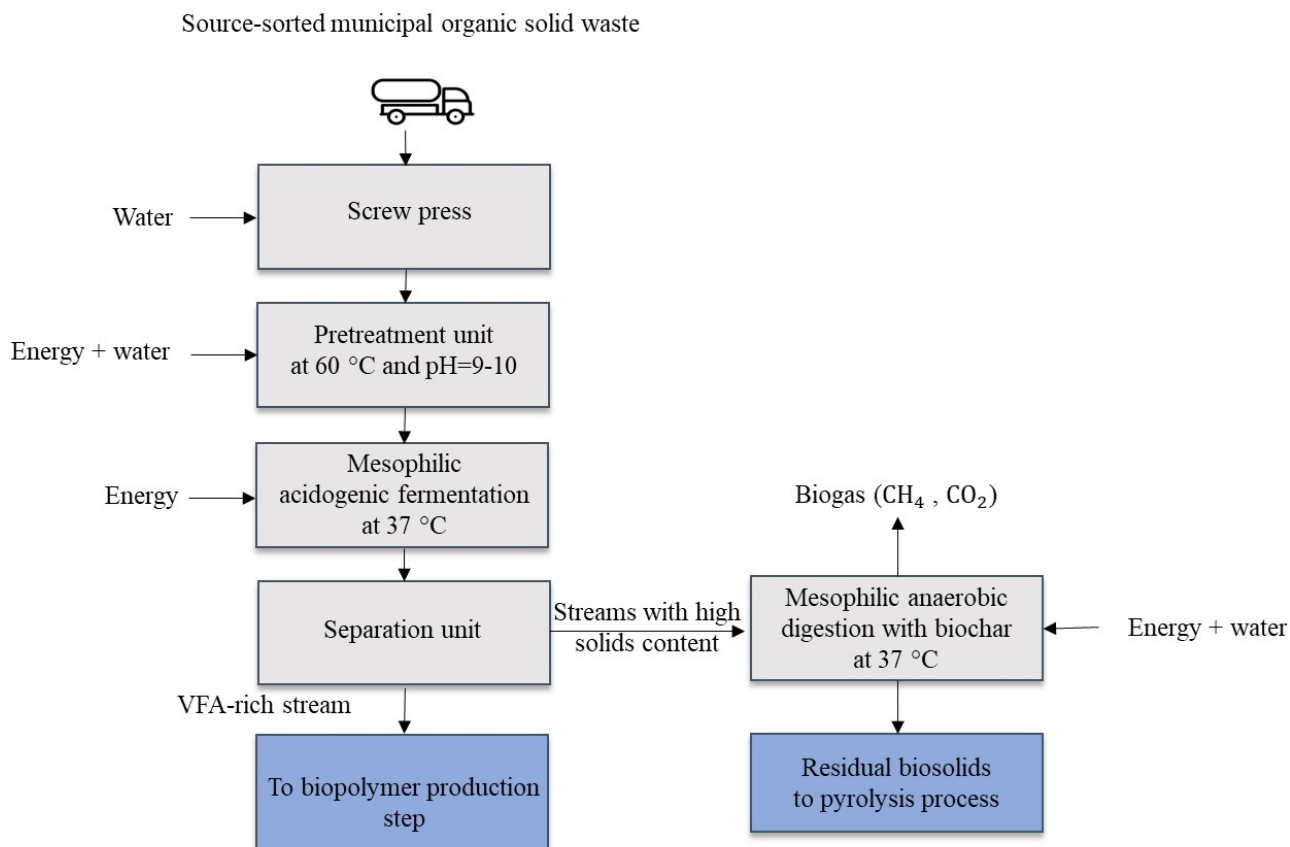 Source-sorted municipal organic solid waste
Water
Screw press
Energy + water
Pretreatment unit
at 60 °C and pH=9-10
Energy
Mesophilic
acidogenic fermentation
at 37 °C
Biogas (CH₄ , CO₂)
Separation unit
Streams with high
solids content
Mesophilic anaerobic
digestion with biochar
at 37 °C
Energy + water
VFA-rich stream
To biopolymer production
step
Residual biosolids
to pyrolysis process